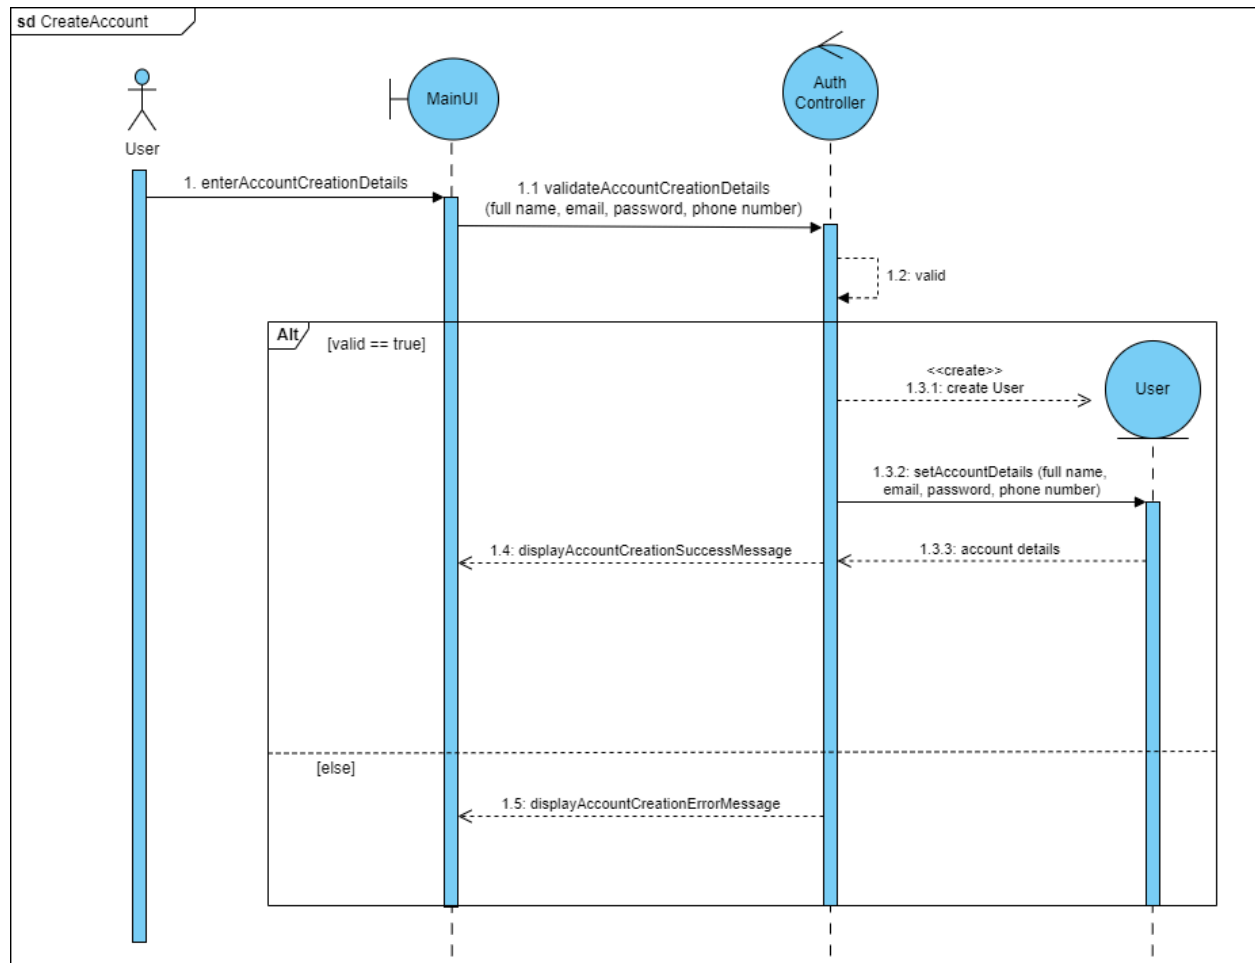 sd CreateAccount
User
MainUI
Auth
Controller
1. enterAccountCreationDetails
1.1 validateAccountCreationDetails
(full name, email, password, phone number)
1.2: valid
Alt
[valid == true]
<<create>>
1.3.1: create User
User
1.3.2: setAccountDetails (full name,
email, password, phone number)
1.4: displayAccountCreationSuccessMessage
1.3.3: account details
[else]
1.5: displayAccountCreationErrorMessage